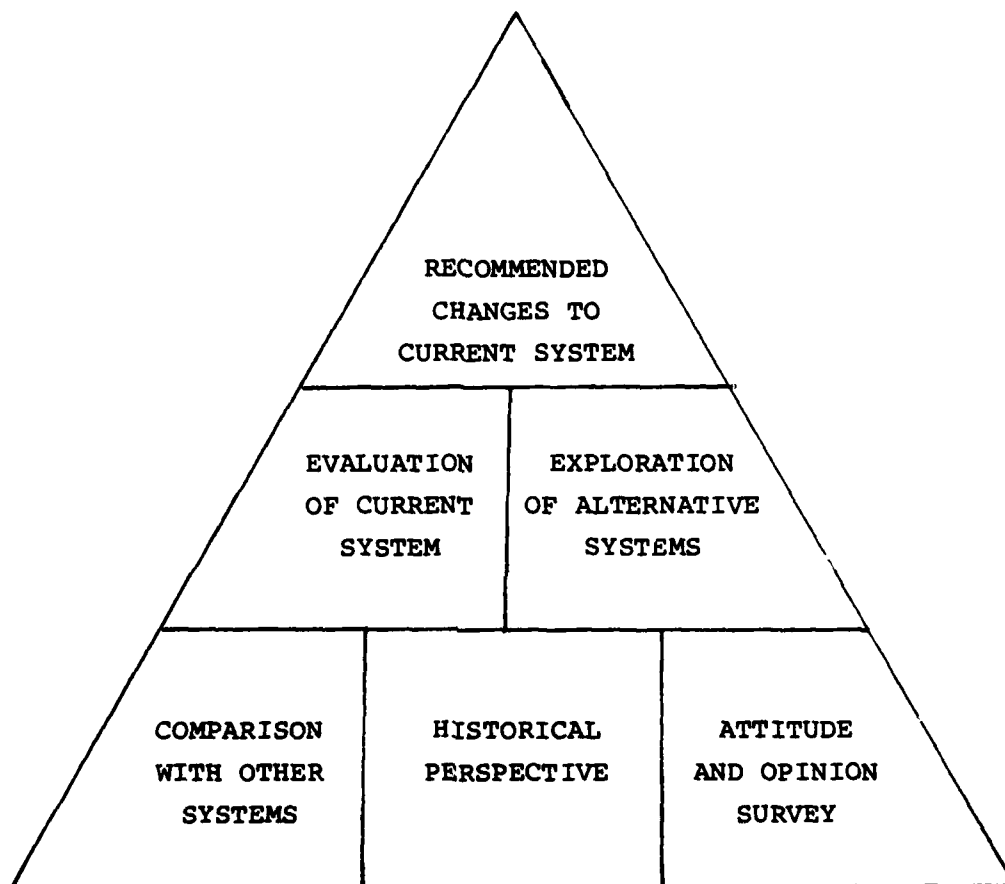 RECOMMENDED
CHANGES TO
CURRENT SYSTEM
EVALUATION
OF CURRENT
SYSTEM
EXPLORATION
OF ALTERNATIVE
SYSTEMS
COMPARISON
WITH OTHER
SYSTEMS
HISTORICAL
PERSPECTIVE
ATTITUDE
AND OPINION
SURVEY